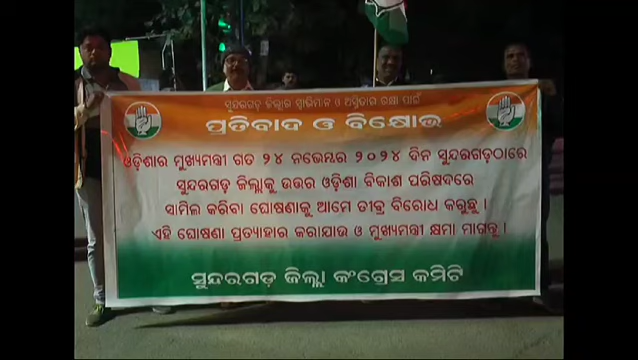 ସୁନ୍ଦରଗଡ଼ ଜିଲ୍ଲାର ସ୍ୱାଭିମାନ ଓ ଅସ୍ମିତାର ରକ୍ଷା ପାଇଁ
ପ୍ରତିବାଦ ଓ ବିକ୍ଷୋଭ
ଓଡ଼ିଶାର ମୁଖ୍ୟମନ୍ତ୍ରୀ ଗତ ୨୪ ନଭେମ୍ବର ୨୦୨୪ ଦିନ ସୁନ୍ଦରଗଡ଼ଠାରେ
ସୁନ୍ଦରଗଡ଼ ଜିଲ୍ଲାକୁ ଉତ୍ତର ଓଡ଼ିଶା ବିକାଶ ପରିଷଦରେ
ସାମିଲ କରିବା ଘୋଷଣାକୁ ଆମେ ତୀବ୍ର ବିରୋଧ କରୁଛୁ ।
ଏହି ଘୋଷଣା ପ୍ରତ୍ୟାହାର କରାଯାଉ ଓ ମୁଖ୍ୟମନ୍ତ୍ରୀ କ୍ଷମା ମାଗନ୍ତୁ ।
ସୁନ୍ଦରଗଡ଼ ଜିଲ୍ଲା କଂଗ୍ରେସ କମିଟି